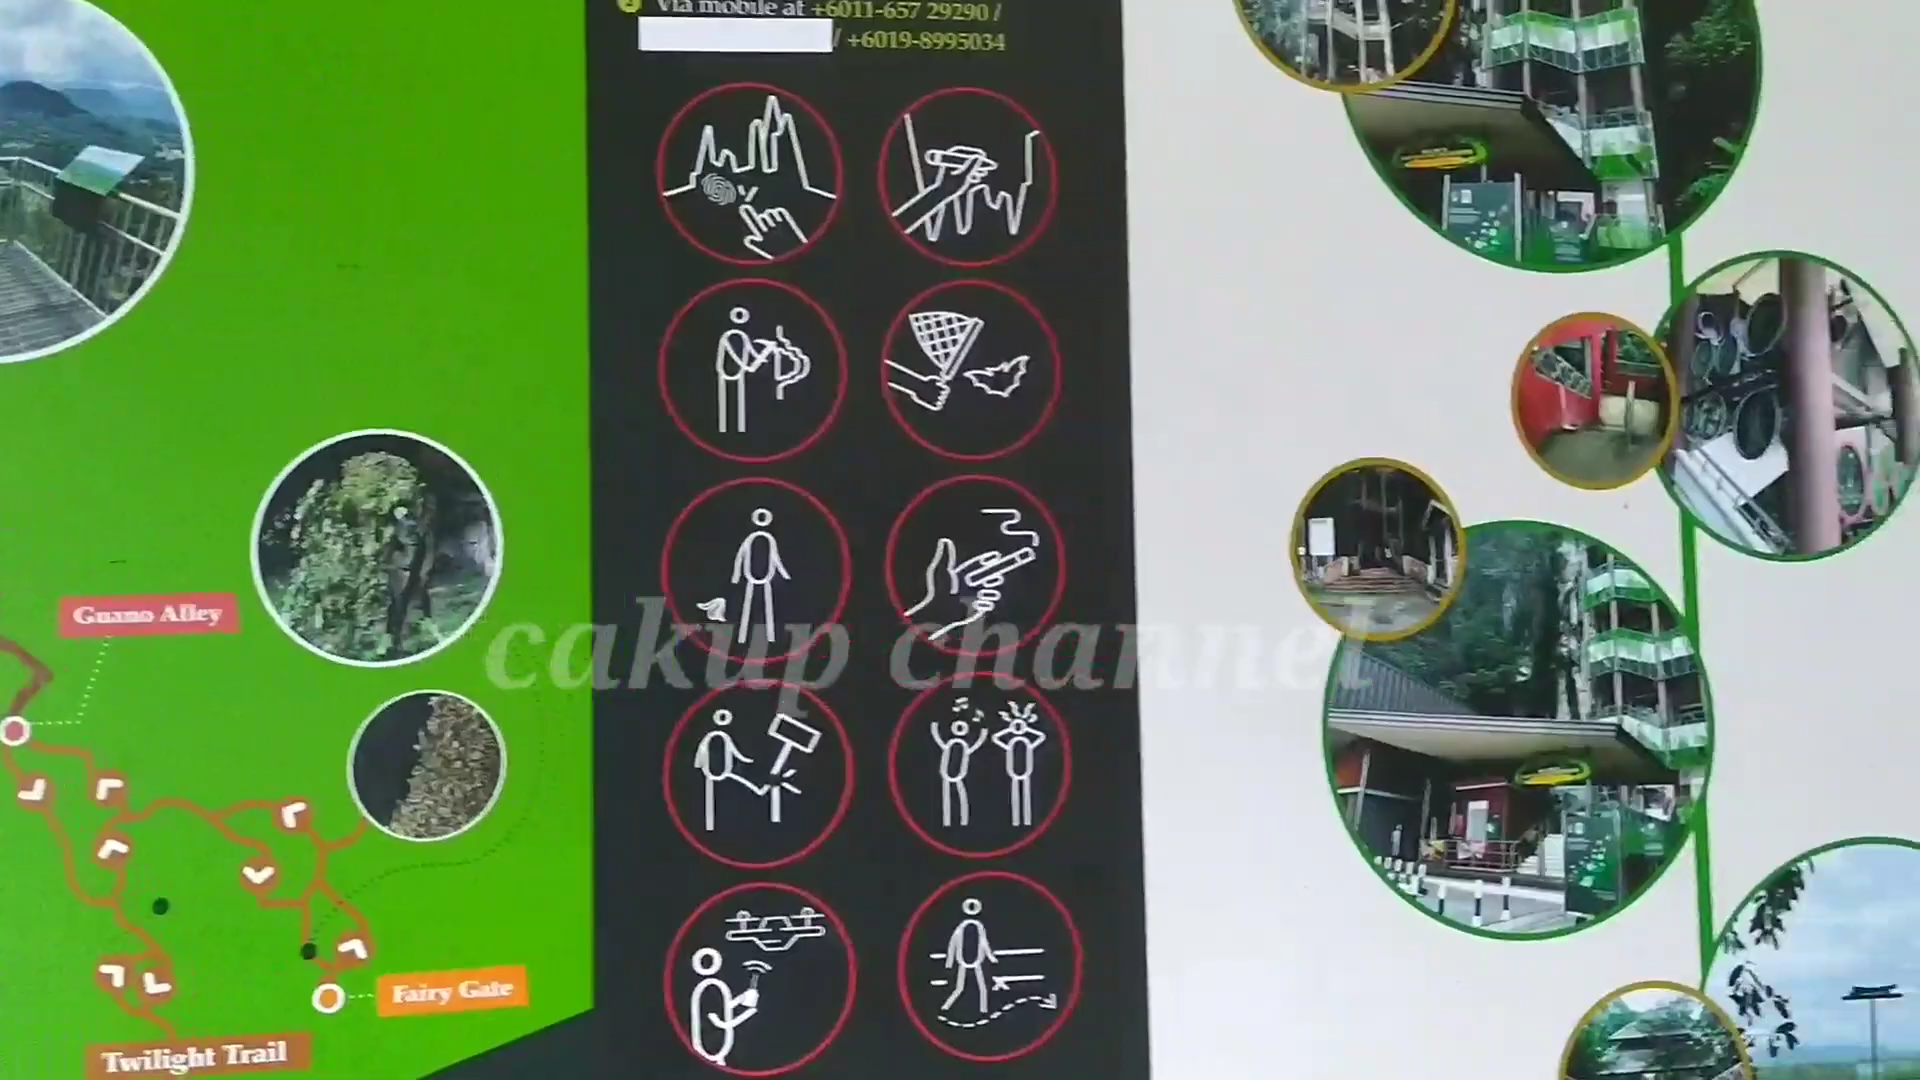 Via mobile at +6011-657 29290 /
/ +6019-8995034
Guano Alley
cakup channel
Fairy Gate
Twilight Trail